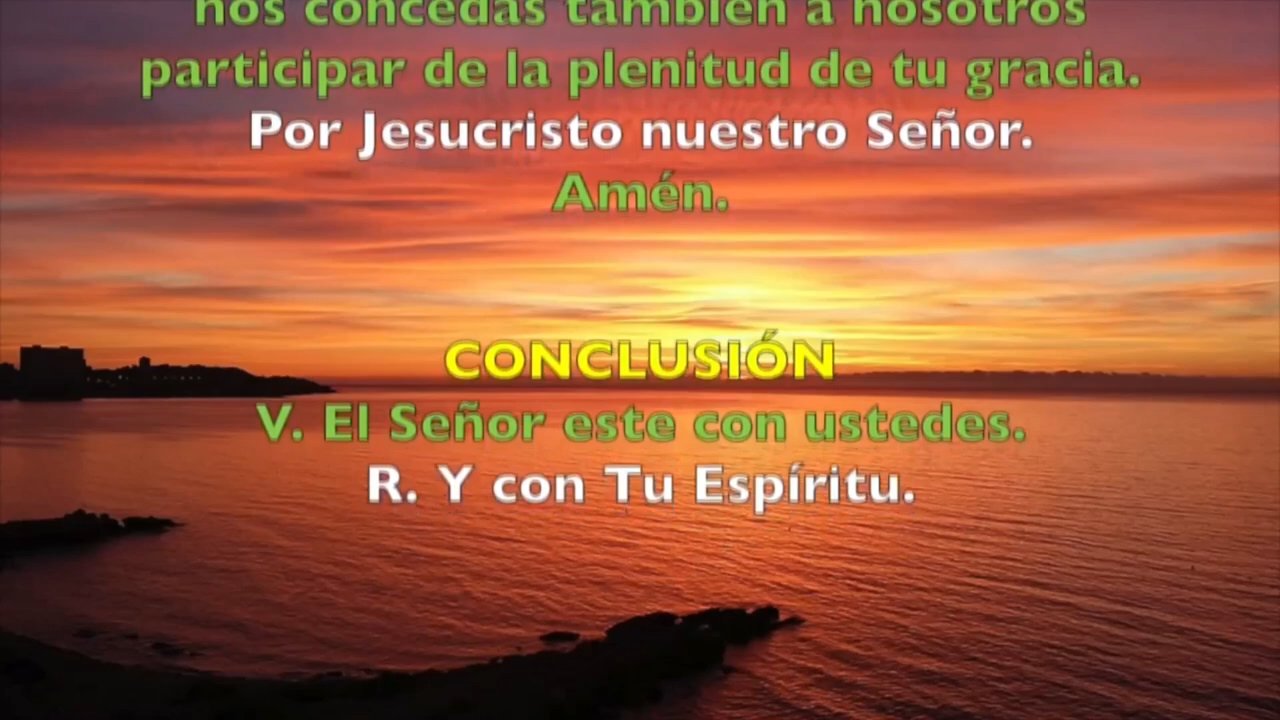 nos concedas también a nosotros
participar de la plenitud de tu gracia.
Por Jesucristo nuestro Señor.
Amén.
CONCLUSIÓN
V. El Señor este con ustedes.
R. Y con Tu Espíritu.